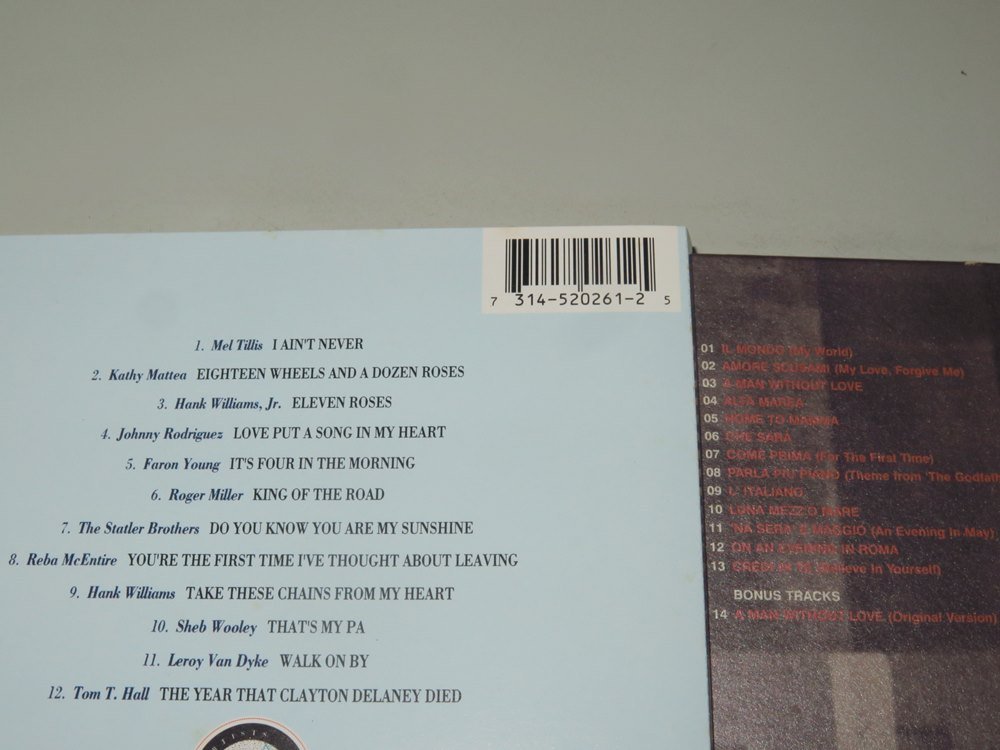 7 314-520261-2 5
1. Mel Tillis I AIN'T NEVER
2. Kathy Mattea EIGHTEEN WHEELS AND A DOZEN ROSES
3. Hank Williams, Jr. ELEVEN ROSES
4. Johnny Rodriguez LOVE PUT A SONG IN MY HEART
5. Faron Young IT'S FOUR IN THE MORNING
6. Roger Miller KING OF THE ROAD
7. The Statler Brothers DO YOU KNOW YOU ARE MY SUNSHINE
8. Reba McEntire YOU'RE THE FIRST TIME I'VE THOUGHT ABOUT LEAVING
9. Hank Williams TAKE THESE CHAINS FROM MY HEART
10. Sheb Wooley THAT'S MY PA
11. Leroy Van Dyke WALK ON BY
12. Tom T. Hall THE YEAR THAT CLAYTON DELANEY DIED
01 IL MONDO (My World)
02 AMORE SCUSAMI (My Love, Forgive Me)
03 A MAN WITHOUT LOVE
04 ALTA MAREA
05 HOME TO MAMMA
06 CHE SARA
07 COME PRIMA (For The First Time)
08 PARLA PIU PIANO (Theme from 'The Godfath
09 L' ITALIANO
10 LUNA MEZZ'O MARE
11 'NA SERA 'E MAGGIO (An Evening in May)
12 ON AN EVENING IN ROMA
13 CREDI IN TE (Believe In Yourself)
BONUS TRACKS
14 A MAN WITHOUT LOVE (Original Version)